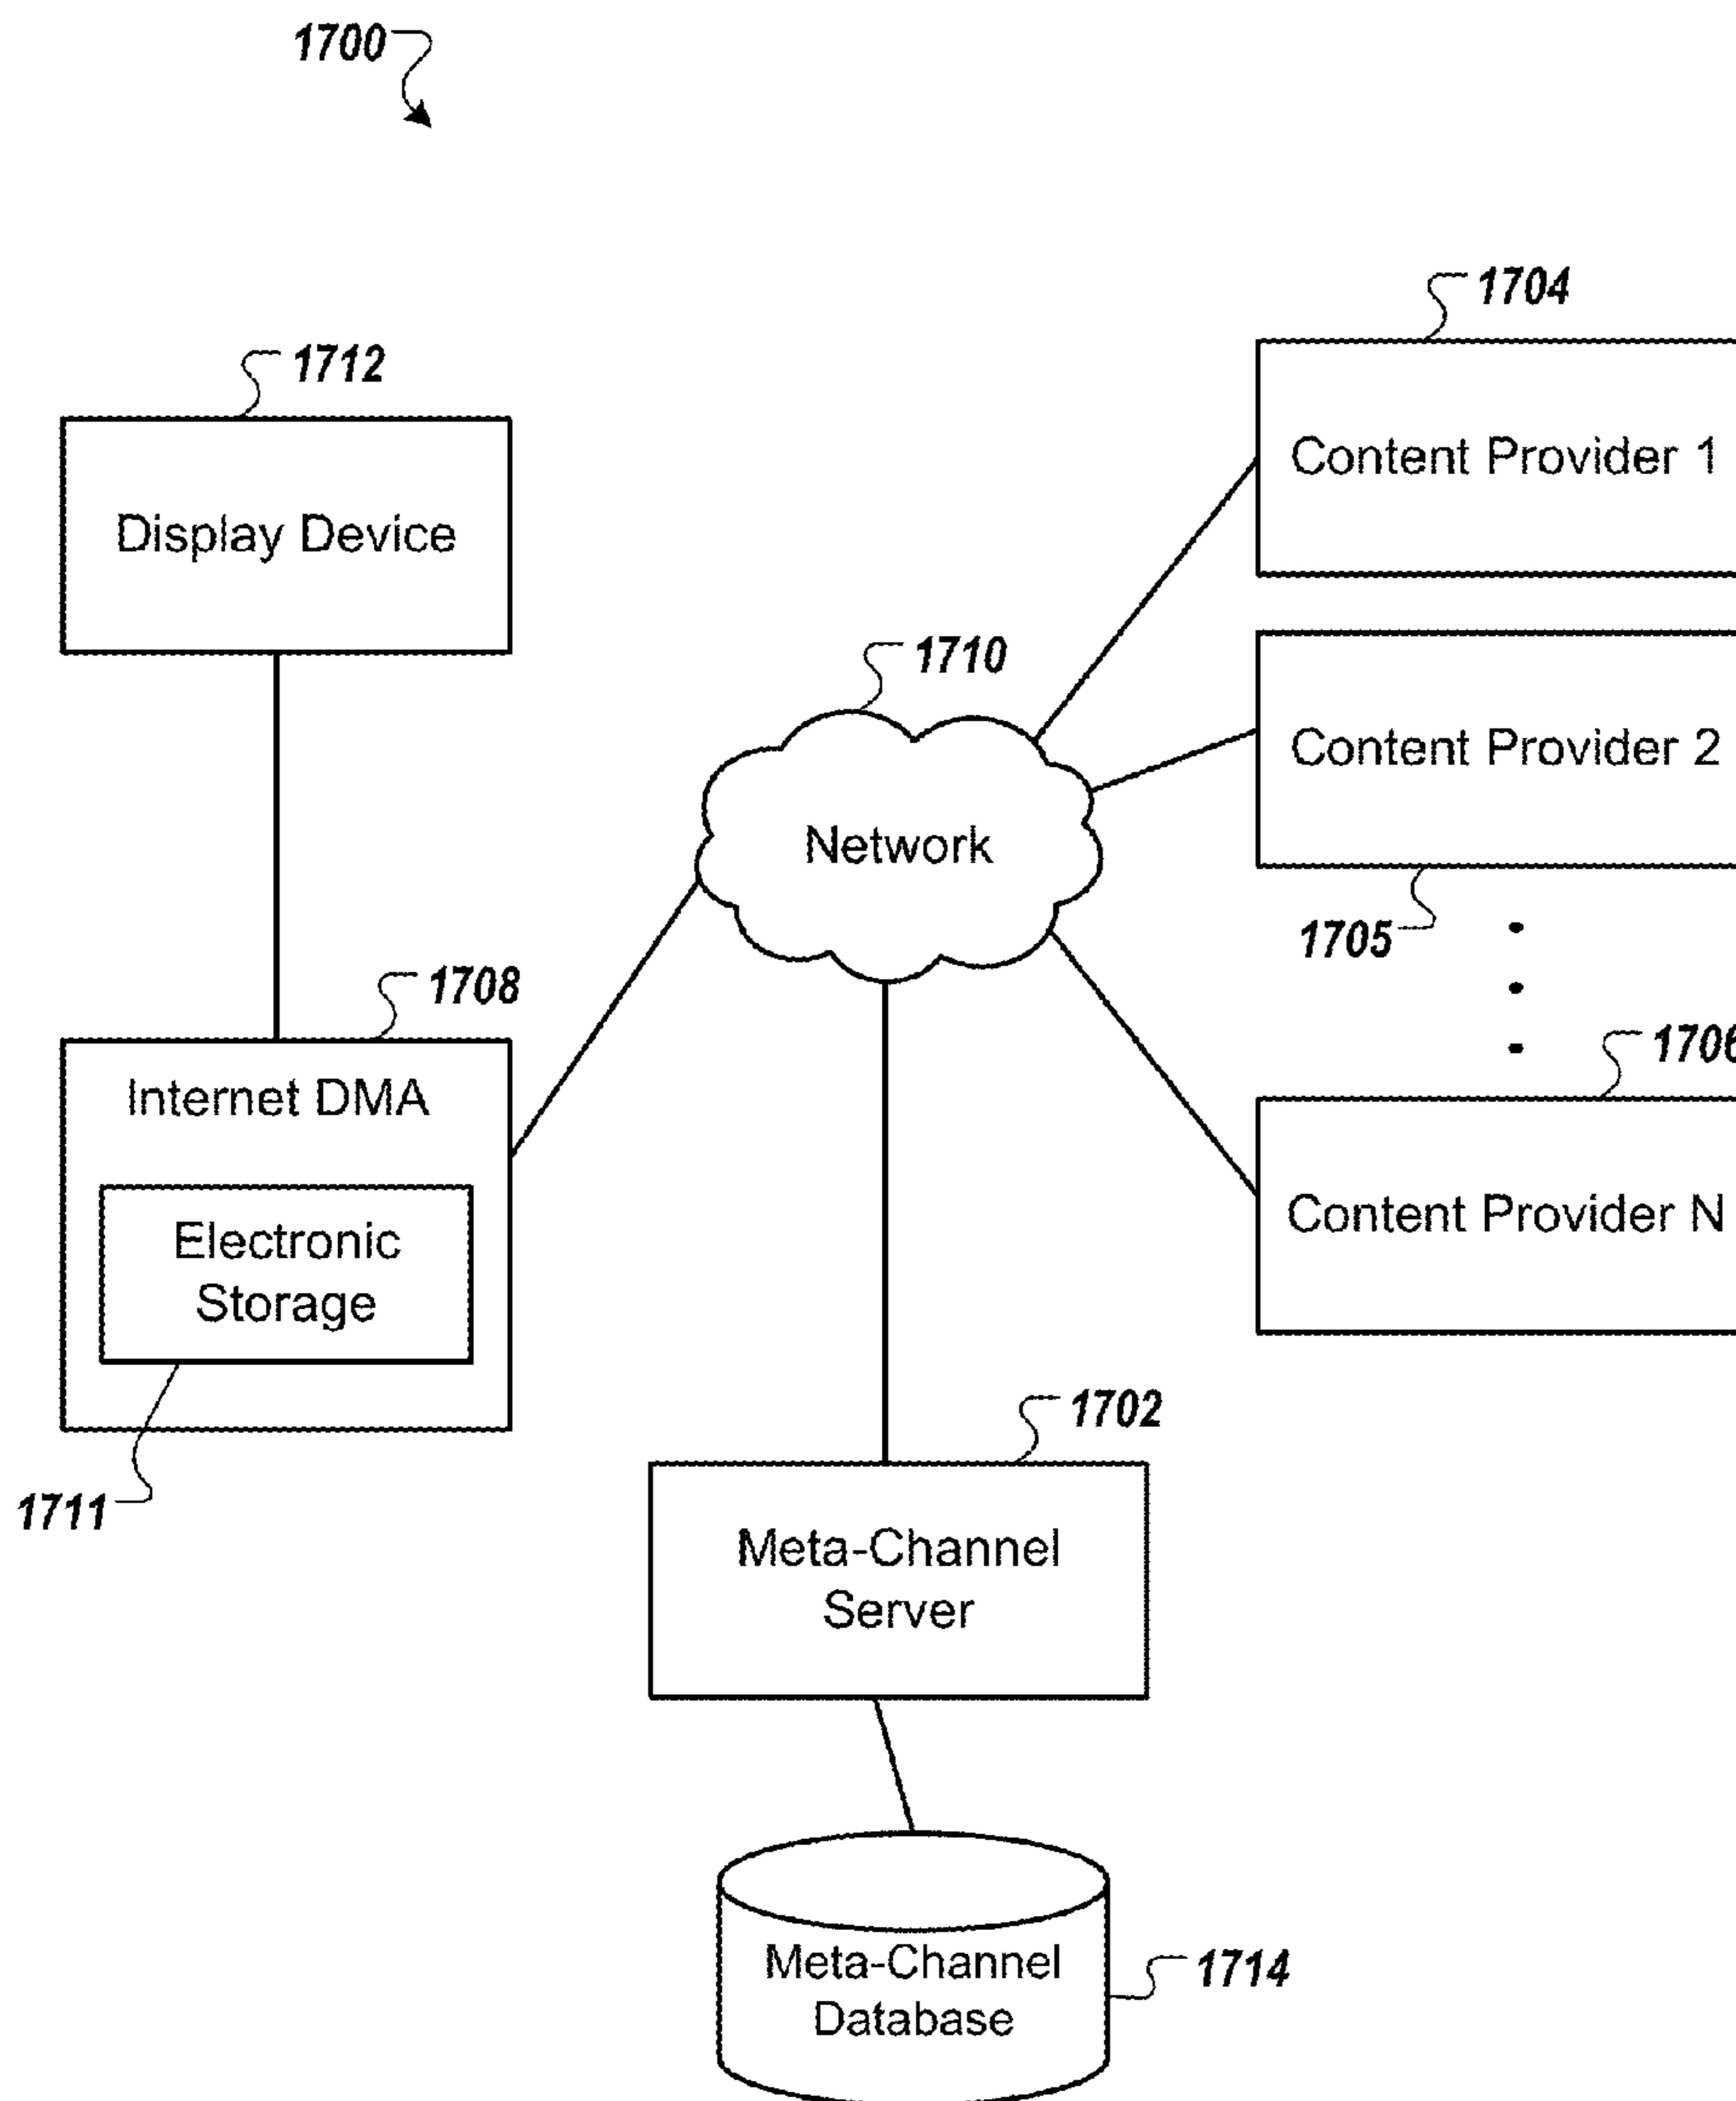 1700
1704
1712
Content Provider 1
Display Device
1710
Content Provider 2
Network
1705
1708
1706
Internet DMA
Content Provider N
Electronic
Storage
1702
1711
Meta-Channel
Server
Meta-Channel
Database
1714